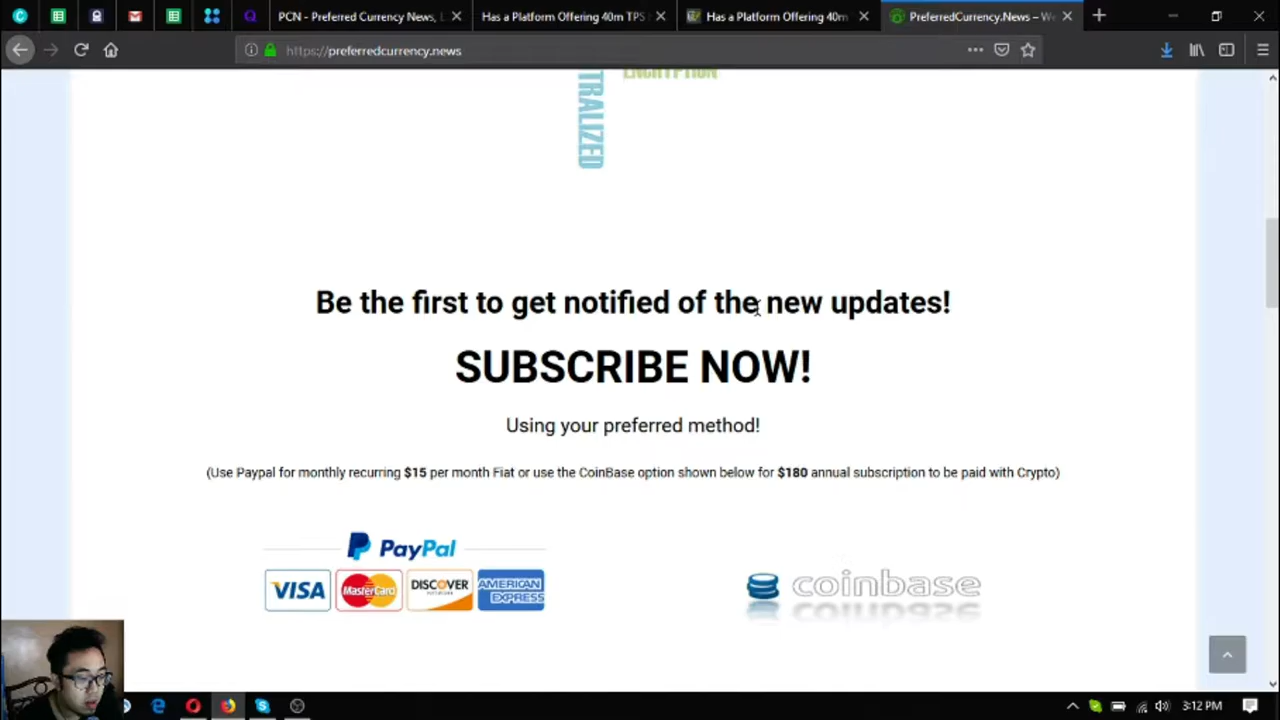 PCN - Preferred Currency News, L
Has a Platform Offering 40m TPS
Has a Platform Offering 40m
PreferredCurrency.News – We
https://preferredcurrency.news
ENCRYPTION
TRALIZED
Be the first to get notified of the new updates!
SUBSCRIBE NOW!
Using your preferred method!
(Use Paypal for monthly recurring $15 per month Fiat or use the CoinBase option shown below for $180 annual subscription to be paid with Crypto)
PayPal
VISA
MasterCard
DISCOVER
AMERICAN
EXPRESS
coinbase
3:12 PM